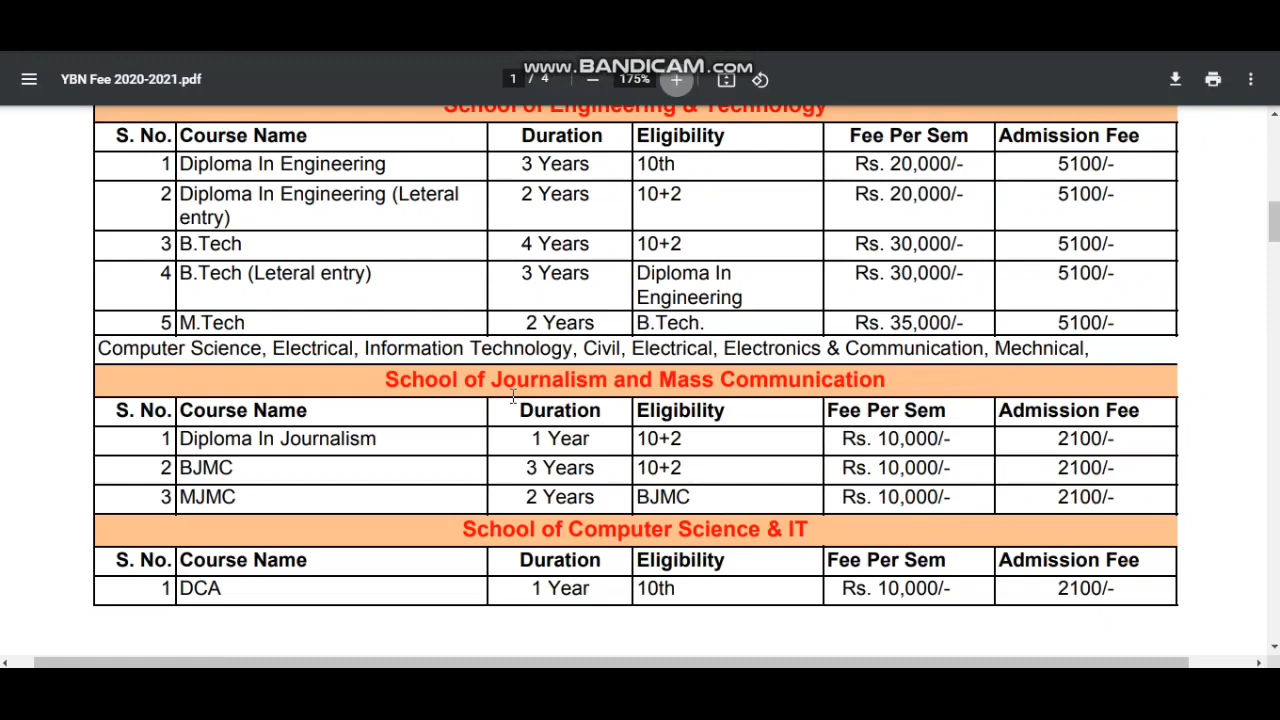 www.BANDICAM.com
YBN Fee 2020-2021.pdf 1 / 4 175%
School of Engineering & Technology
S. No. Course Name Duration Eligibility Fee Per Sem Admission Fee
1 Diploma In Engineering 3 Years 10th Rs. 20,000/- 5100/-
2 Diploma In Engineering (Leteral 2 Years 10+2 Rs. 20,000/- 5100/-
entry)
3 B.Tech 4 Years 10+2 Rs. 30,000/- 5100/-
4 B.Tech (Leteral entry) 3 Years Diploma In Rs. 30,000/- 5100/-
Engineering
5 M.Tech 2 Years B.Tech. Rs. 35,000/- 5100/-
Computer Science, Electrical, Information Technology, Civil, Electrical, Electronics & Communication, Mechnical,
School of Journalism and Mass Communication
S. No. Course Name Duration Eligibility Fee Per Sem Admission Fee
1 Diploma In Journalism 1 Year 10+2 Rs. 10,000/- 2100/-
2 BJMC 3 Years 10+2 Rs. 10,000/- 2100/-
3 MJMC 2 Years BJMC Rs. 10,000/- 2100/-
School of Computer Science & IT
S. No. Course Name Duration Eligibility Fee Per Sem Admission Fee
1 DCA 1 Year 10th Rs. 10,000/- 2100/-